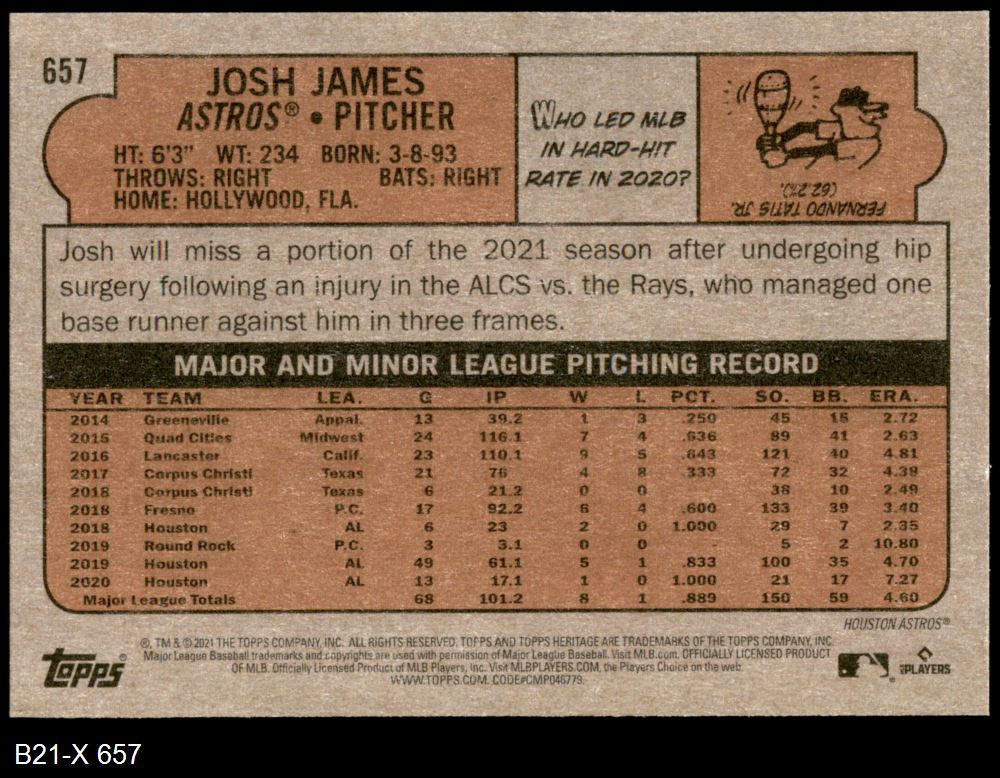 657
JOSH JAMES
ASTROS® • PITCHER
HT: 6'3" WT: 234 BORN: 3-8-93
THROWS: RIGHT BATS: RIGHT
HOME: HOLLYWOOD, FLA.
WHO LED MLB
IN HARD-HIT
RATE IN 2020?
FERNANDO TATIS JR.
(62.2%).
Josh will miss a portion of the 2021 season after undergoing hip
surgery following an injury in the ALCS vs. the Rays, who managed one
base runner against him in three frames.
MAJOR AND MINOR LEAGUE PITCHING RECORD
YEAR TEAM LEA. G IP W L PCT. SO. BB. ERA.
2014 Greeneville Appal. 13 39.2 1 3 .250 45 15 2.72
2015 Quad Cities Midwest 24 116.1 7 4 .636 89 41 2.63
2016 Lancaster Calif. 23 110.1 9 5 .643 121 40 4.81
2017 Corpus Christi Texas 21 76 4 8 .333 72 32 4.38
2018 Corpus Christi Texas 6 21.2 0 0 38 10 2.49
2018 Fresno P.C. 17 92.2 6 4 .600 133 39 3.40
2018 Houston AL 6 23 2 0 1.000 29 7 2.35
2019 Round Rock P.C. 3 3.1 0 0 - 5 2 10.80
2019 Houston AL 49 61.1 5 1 .833 100 35 4.70
2020 Houston AL 13 17.1 1 0 1.000 21 17 7.27
Major League Totals 68 101.2 8 1 .889 150 59 4.60
HOUSTON ASTROS®
®, TM & © 2021 THE TOPPS COMPANY, INC. ALL RIGHTS RESERVED. TOPPS AND TOPPS HERITAGE ARE TRADEMARKS OF THE TOPPS COMPANY, INC.
Major League Baseball trademarks and copyrights are used with permission of Major League Baseball. Visit MLB.com. OFFICIALLY LICENSED PRODUCT
OF MLB. Officially Licensed Product of MLB Players, Inc. Visit MLBPLAYERS.COM, the Players Choice on the web.
WWW.TOPPS.COM. CODE#CMP046779.
Topps®
MLB PLAYERS
B21-X 657